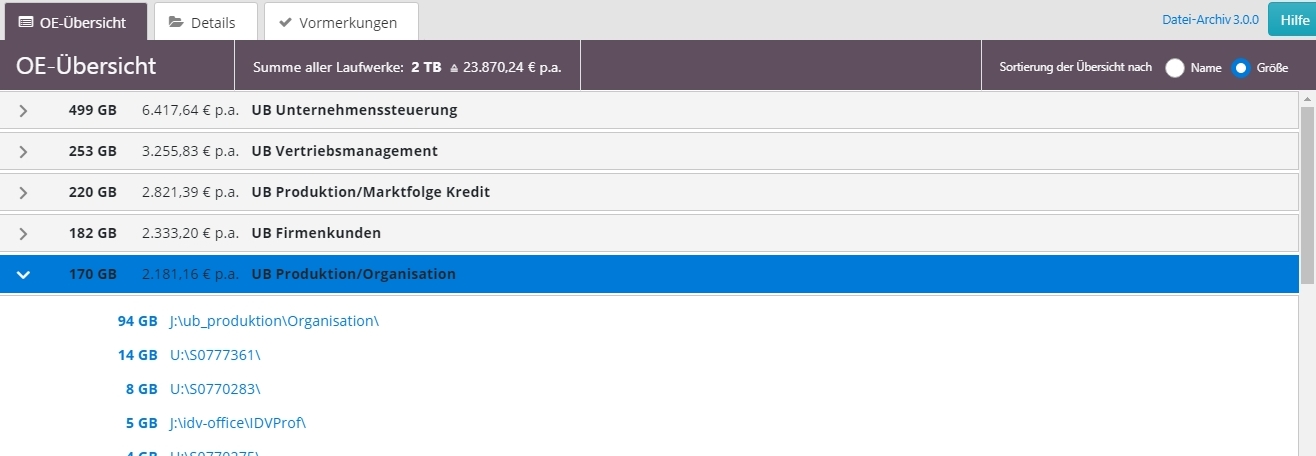 OE-Übersicht Details Vormerkungen Datei-Archiv 3.0.0 Hilfe
OE-Übersicht Summe aller Laufwerke: 2 TB ≙ 23.870,24 € p.a. Sortierung der Übersicht nach Name Größe
499 GB 6.417,64 € p.a. UB Unternehmenssteuerung
253 GB 3.255,83 € p.a. UB Vertriebsmanagement
220 GB 2.821,39 € p.a. UB Produktion/Marktfolge Kredit
182 GB 2.333,20 € p.a. UB Firmenkunden
170 GB 2.181,16 € p.a. UB Produktion/Organisation
94 GB J:\ub_produktion\Organisation\
14 GB U:\S0777361\
8 GB U:\S0770283\
5 GB J:\idv-office\IDVProf\
4 GB U:\S0770275\